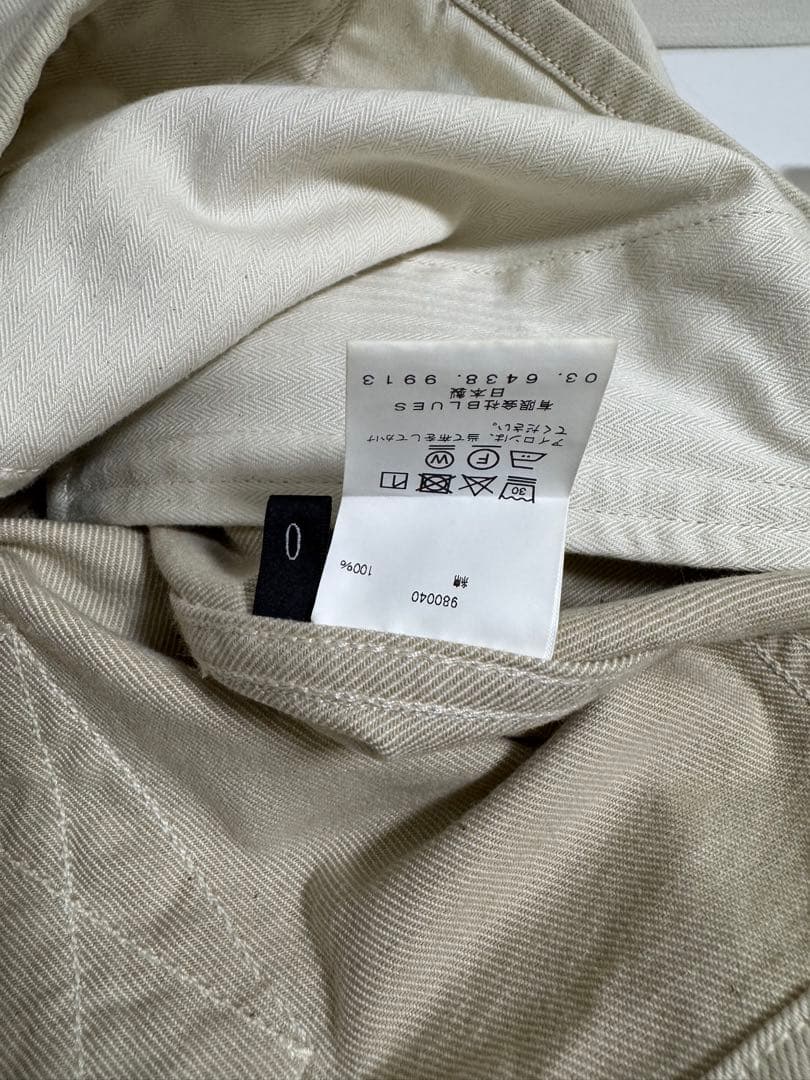 980040
綿 100%
30
F W
アイロンは、当て布をしてかけ
てください。
有限会社BLUES
日本製
03. 6438. 9913
0